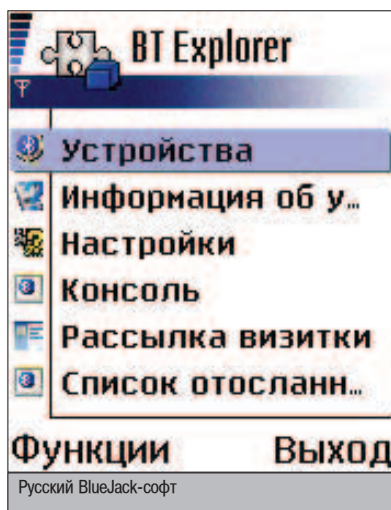 BT Explorer
Устройства
Информация об у...
Настройки
Консоль
Рассылка визитки
Список отосланн...
Функции Выход
Русский BlueJack-софт